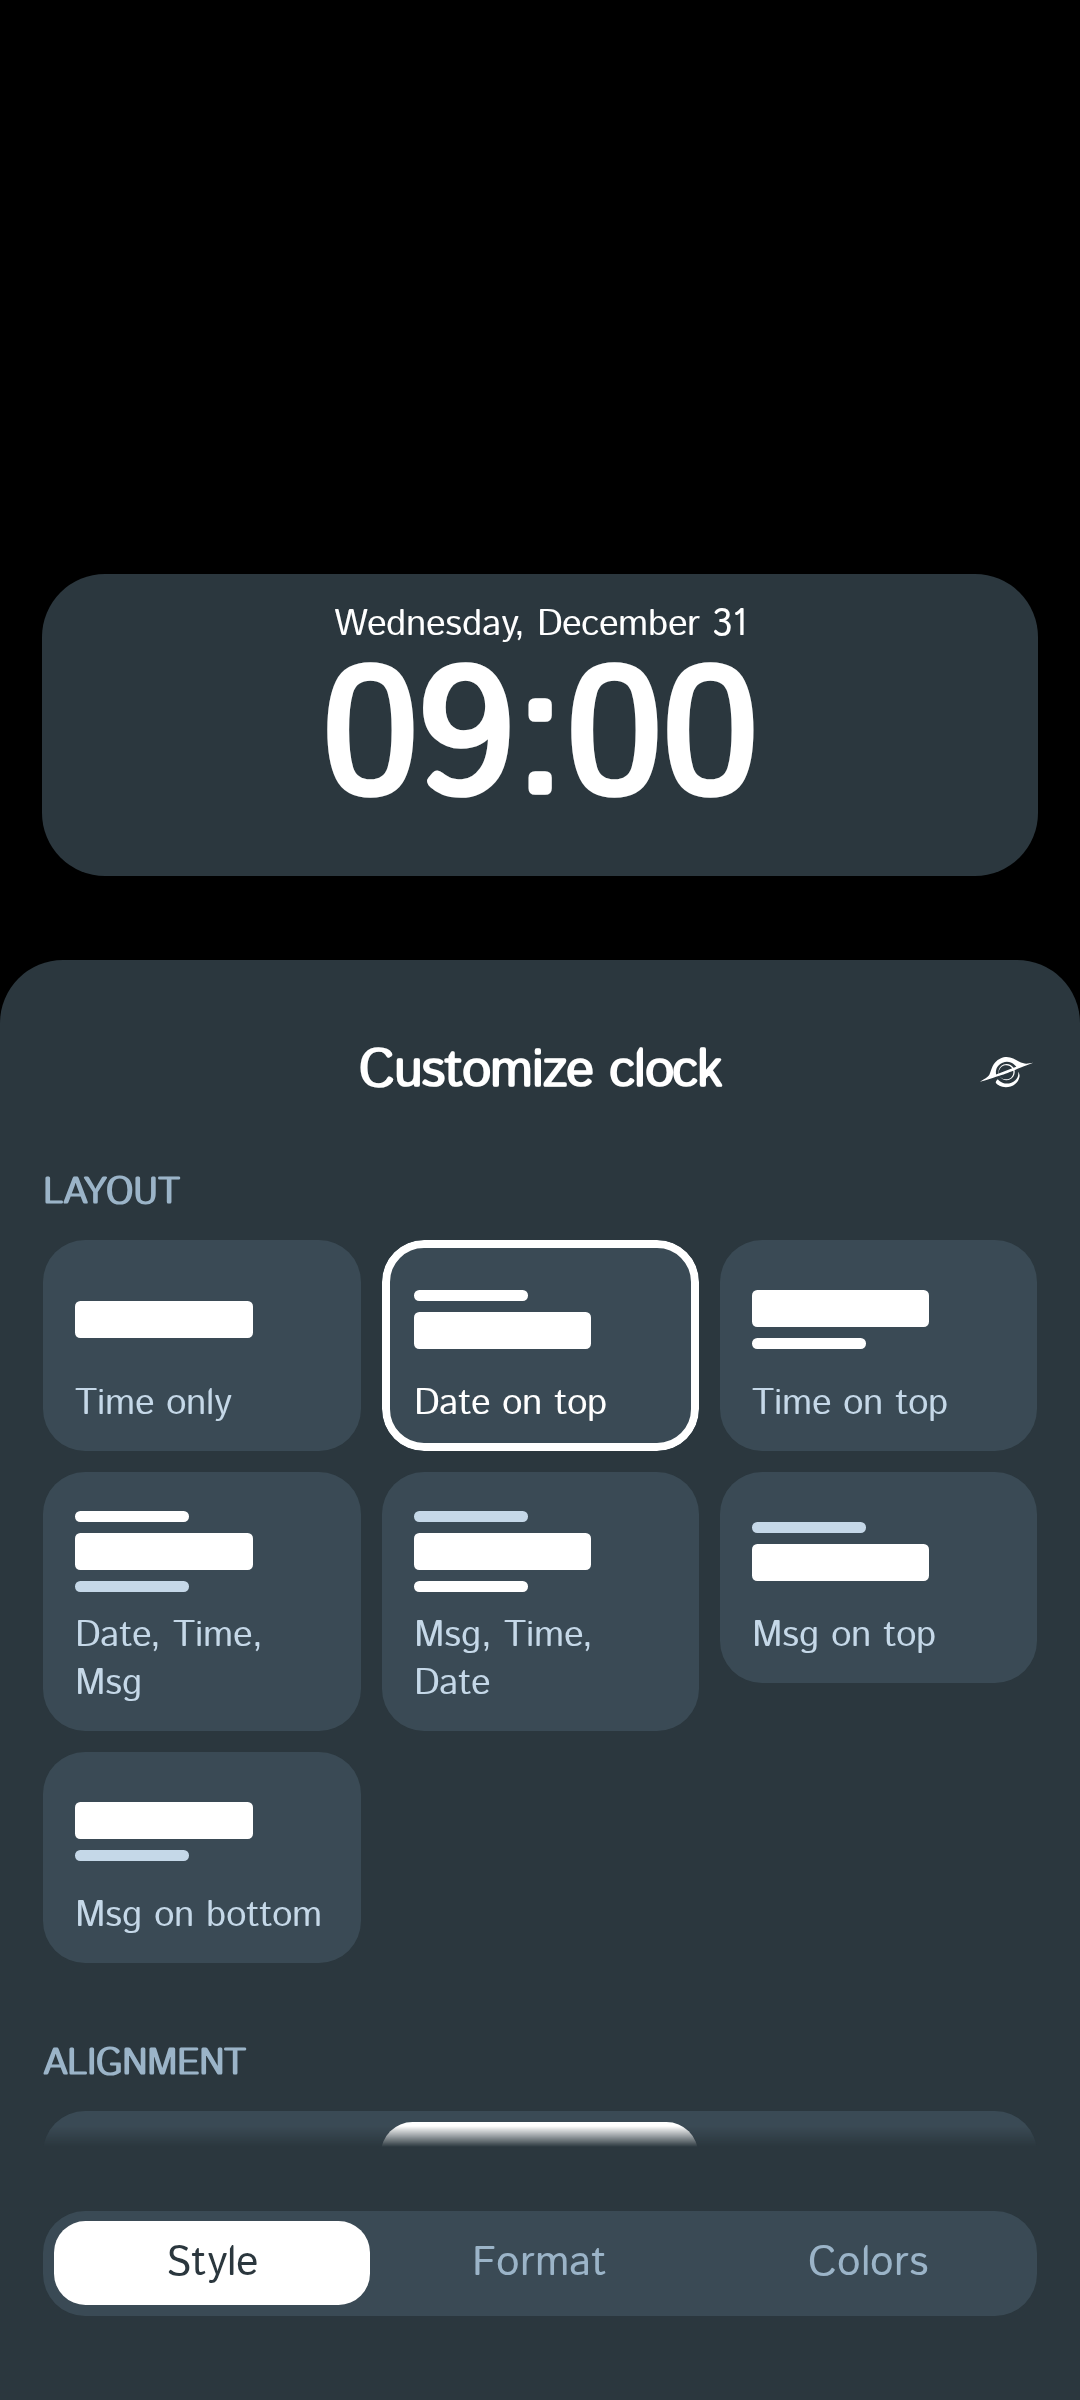 Wednesday, December 31
09:00
Customize clock
LAYOUT
Time only
Date on top
Time on top
Date, Time,
Msg
Msg, Time,
Date
Msg on top
Msg on bottom
ALIGNMENT
Style
Format
Colors